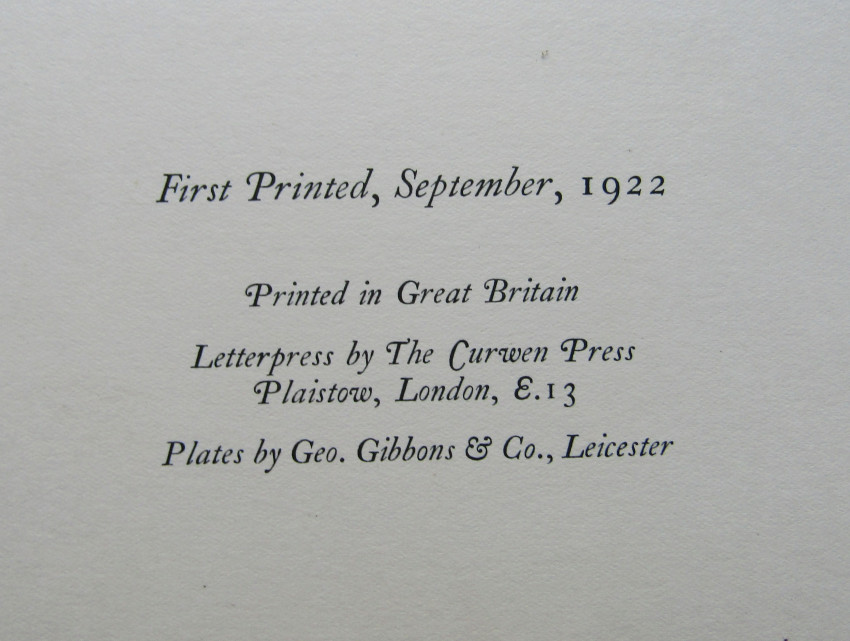 First Printed, September, 1922
Printed in Great Britain
Letterpress by The Curwen Press
Plaistow, London, E.13
Plates by Geo. Gibbons & Co., Leicester